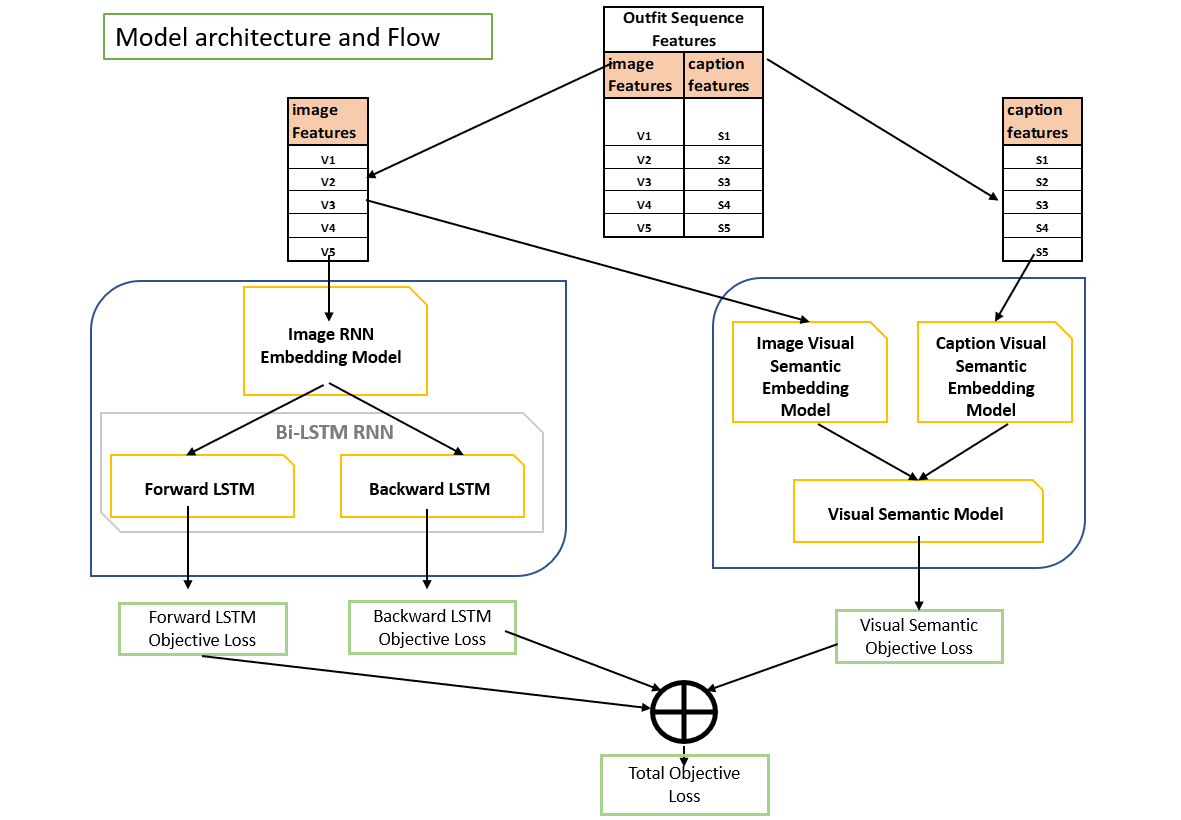 Model architecture and Flow
Outfit Sequence
Features
image
Features
caption
features
V1 S1
V2 S2
V3 S3
V4 S4
V5 S5
image
Features
V1
V2
V3
V4
V5
caption
features
S1
S2
S3
S4
S5
Image RNN
Embedding Model
Bi-LSTM RNN
Forward LSTM
Backward LSTM
Image Visual
Semantic
Embedding
Model
Caption Visual
Semantic
Embedding
Model
Visual Semantic Model
Forward LSTM
Objective Loss
Backward LSTM
Objective Loss
Visual Semantic
Objective Loss
Total Objective
Loss